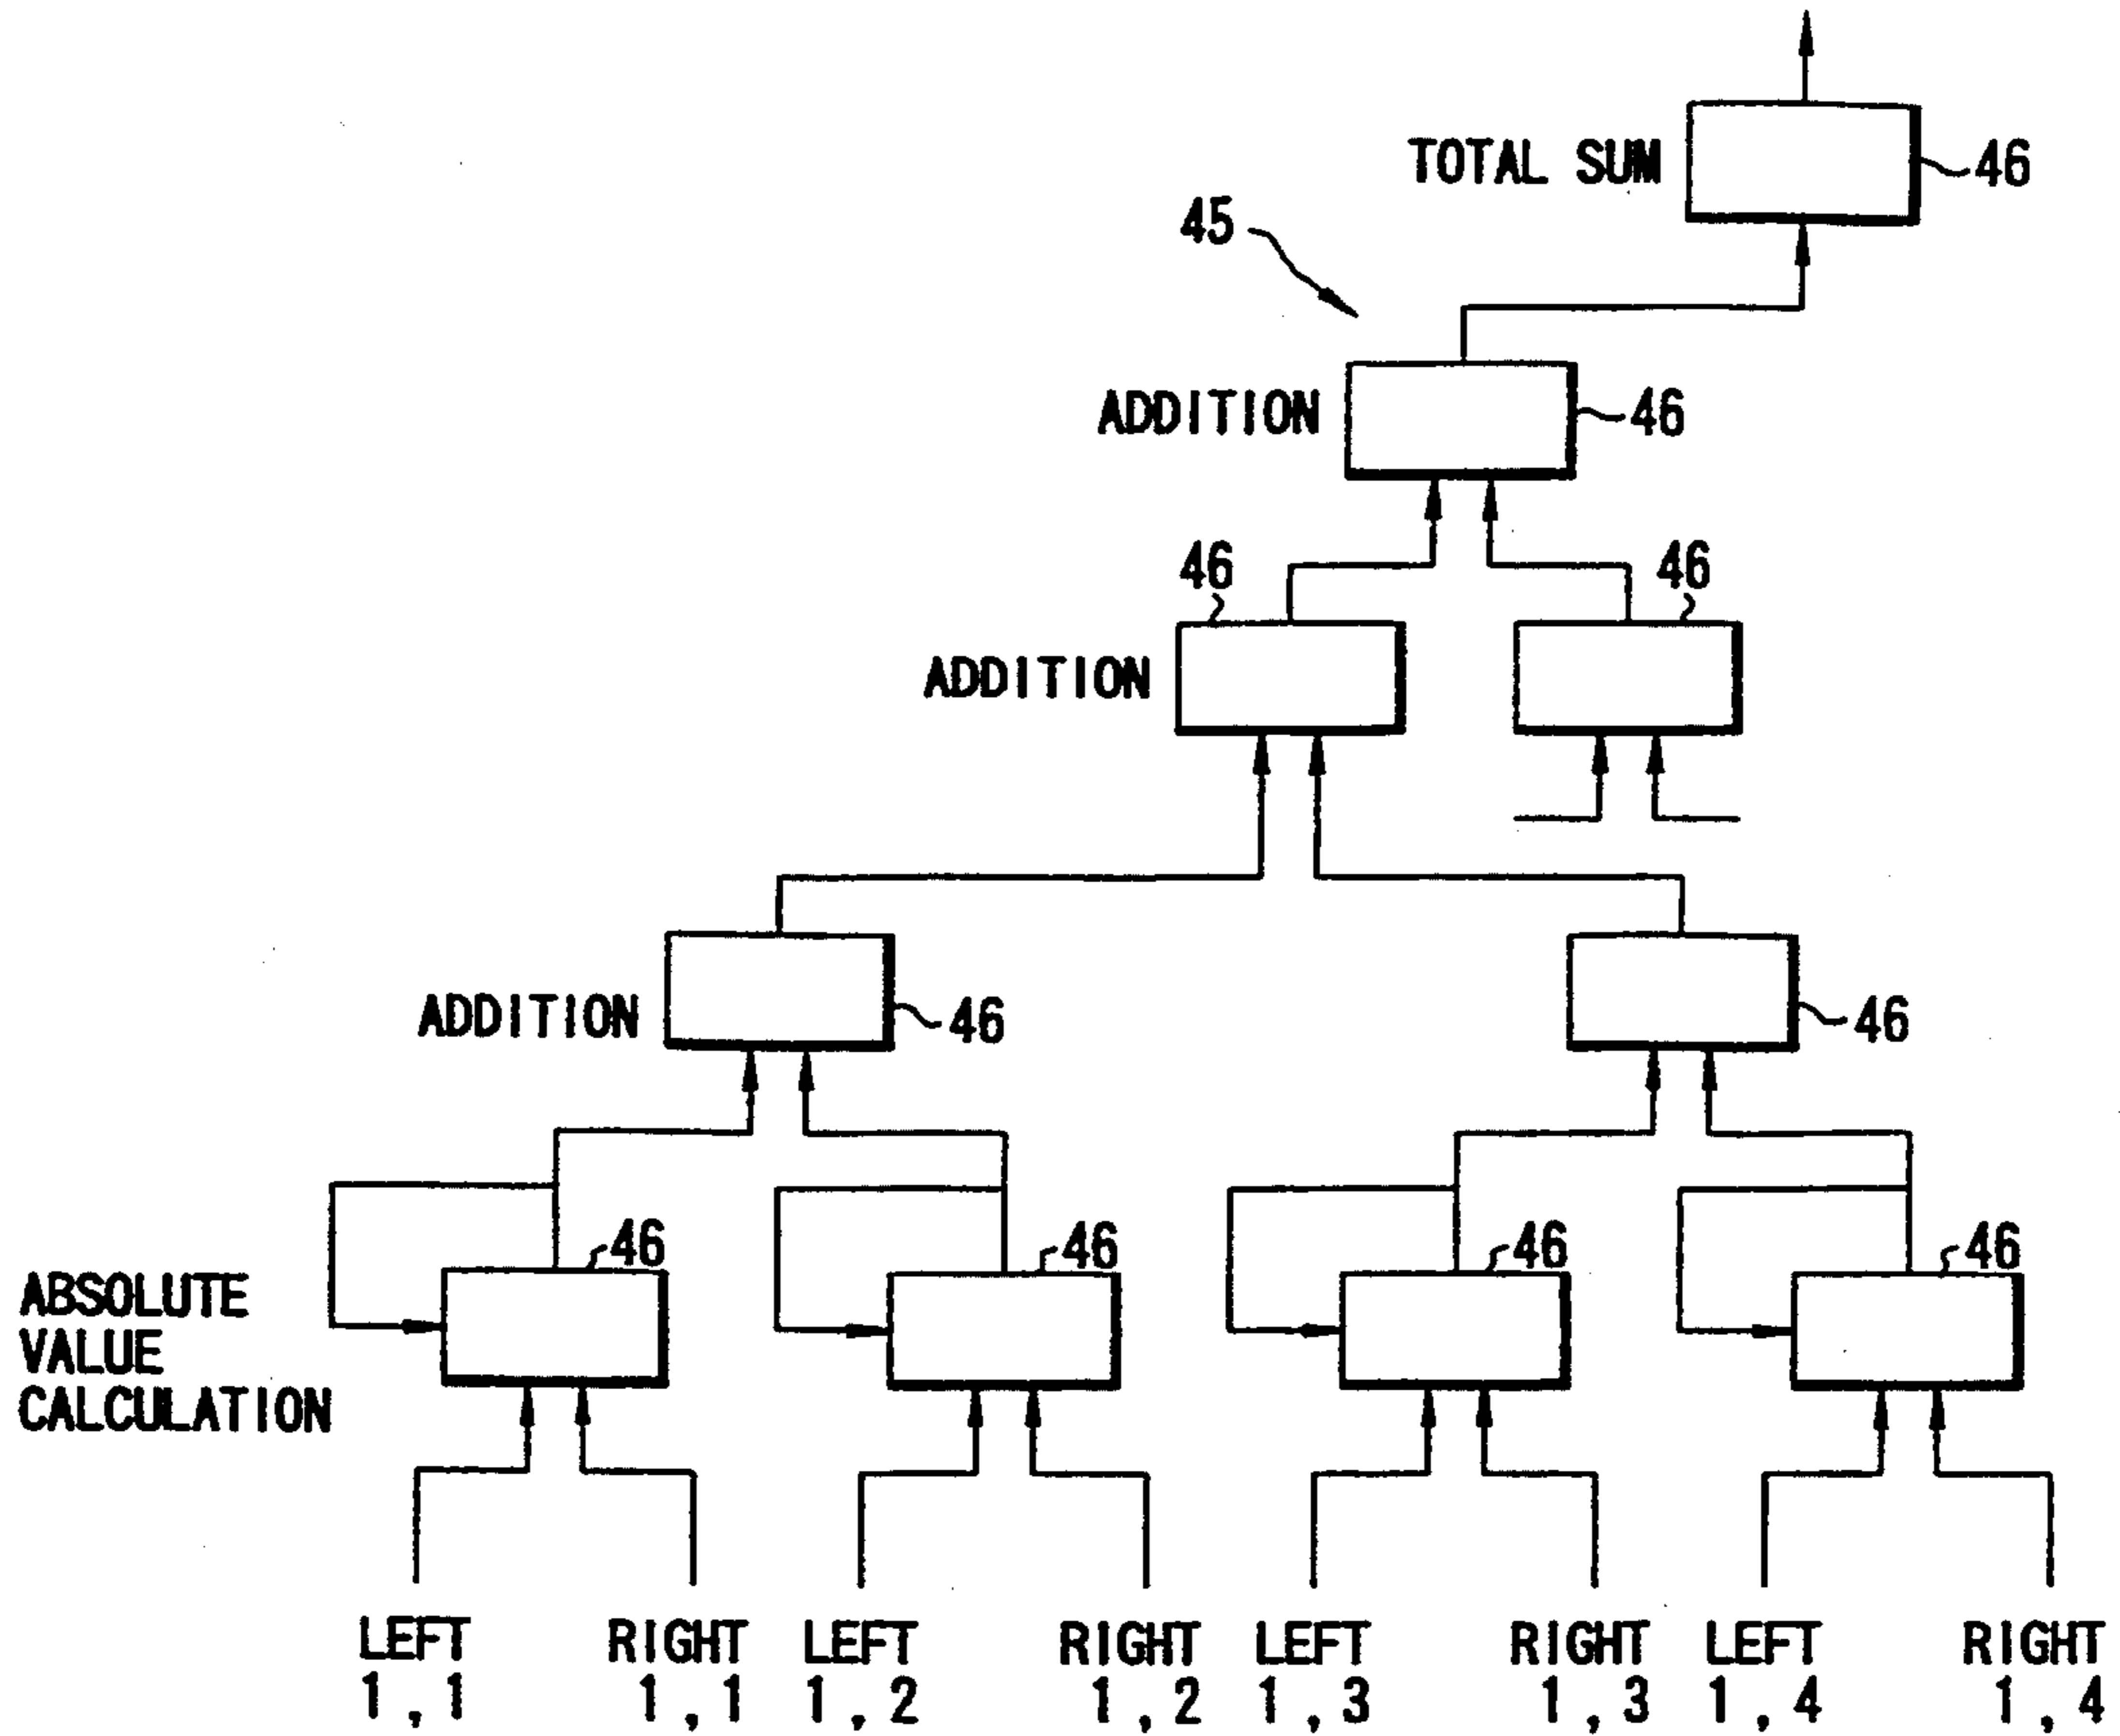 TOTAL SUM
46
45
ADDITION
46
46
46
ADDITION
ADDITION
46
46
46
46
46
46
ABSOLUTE
VALUE
CALCULATION
LEFT
1,1
RIGHT
1,1
LEFT
1,2
RIGHT
1,2
LEFT
1,3
RIGHT
1,3
LEFT
1,4
RIGHT
1,4